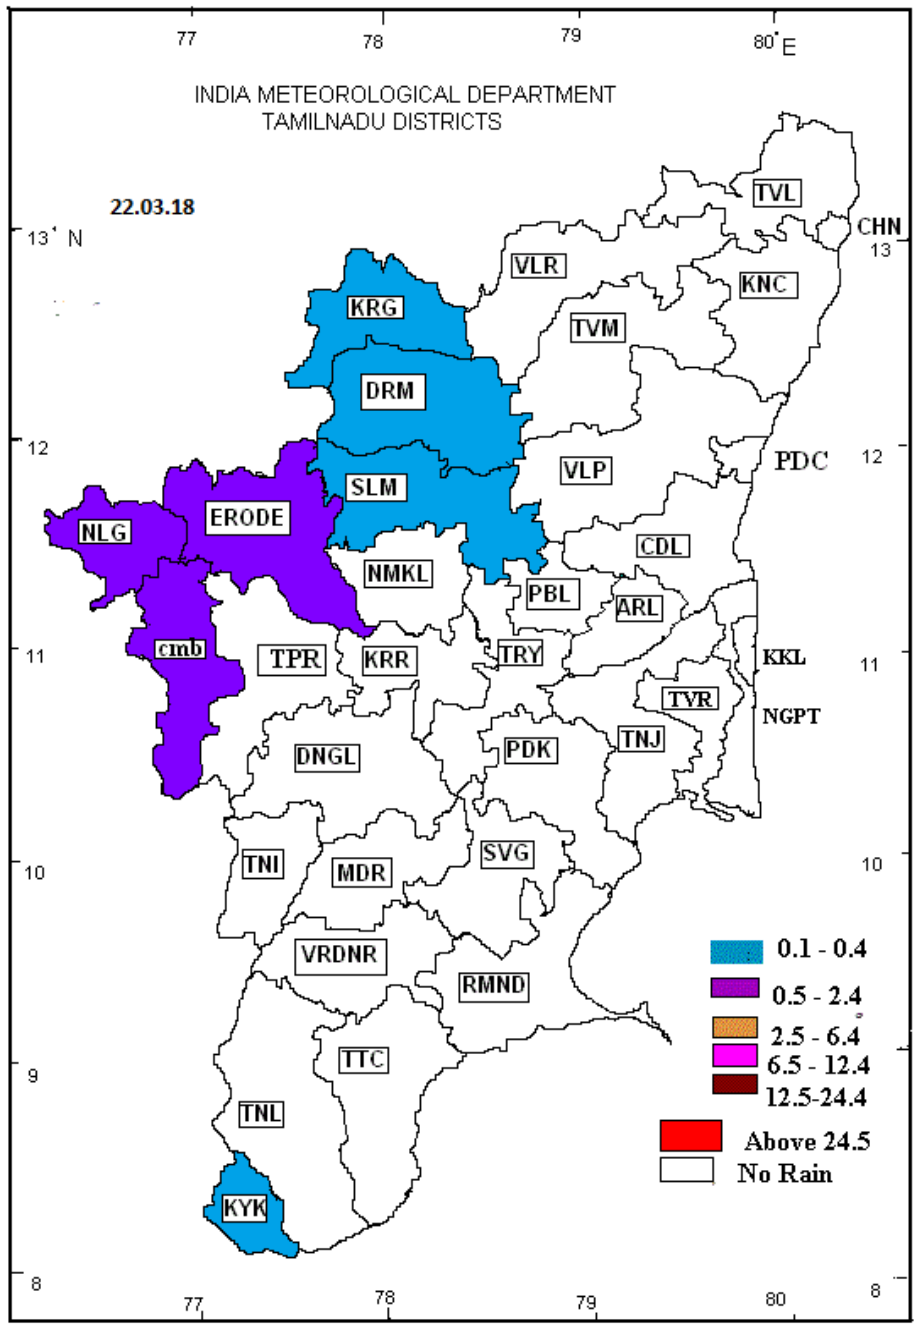 77 78 79 80° E
INDIA METEOROLOGICAL DEPARTMENT
TAMILNADU DISTRICTS
TVL
22.03.18
13° N
CHN
13
VLR
KNC
KRG
TVM
DRM
12
12
PDC
VLP
SLM
ERODE
NLG
CDL
NMKL
PBL
ARL
cmb
TPR
KRR
TRY
11
11
KKL
TVR
NGPT
TNJ
PDK
DNGL
SVG
TNI
MDR
10
10
VRDNR
RMND
0.1 - 0.4
0.5 - 2.4
2.5 - 6.4
6.5 - 12.4
12.5-24.4
Above 24.5
No Rain
TTC
9
9
TNL
KYK
8
8
77 78 79 80